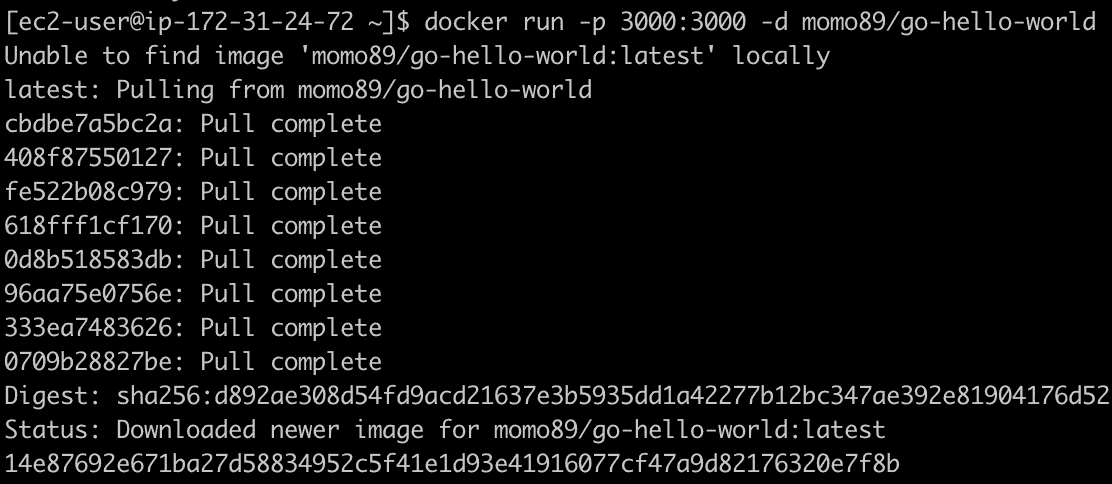 [ec2-user@ip-172-31-24-72 ~]$ docker run -p 3000:3000 -d momo89/go-hello-world
Unable to find image 'momo89/go-hello-world:latest' locally
latest: Pulling from momo89/go-hello-world
cbdbe7a5bc2a: Pull complete
408f87550127: Pull complete
fe522b08c979: Pull complete
618fff1cf170: Pull complete
0d8b518583db: Pull complete
96aa75e0756e: Pull complete
333ea7483626: Pull complete
0709b28827be: Pull complete
Digest: sha256:d892ae308d54fd9acd21637e3b5935dd1a42277b12bc347ae392e81904176d52
Status: Downloaded newer image for momo89/go-hello-world:latest
14e87692e671ba27d58834952c5f41e1d93e41916077cf47a9d82176320e7f8b